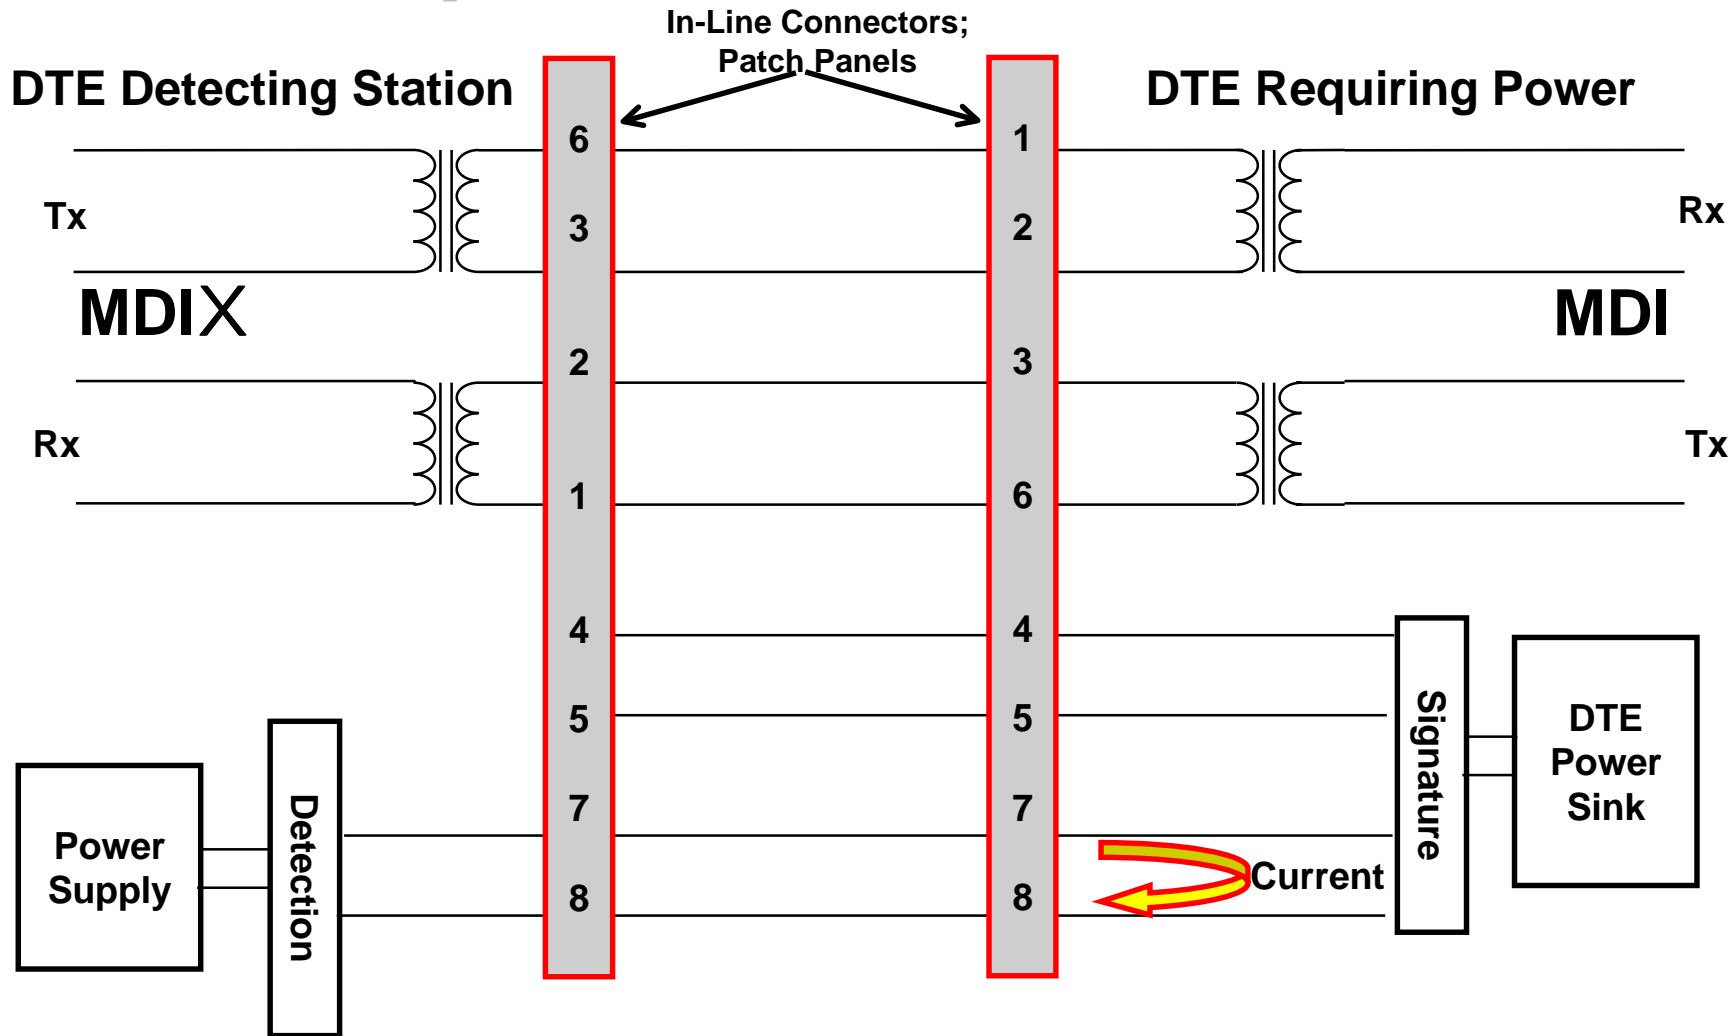 In-Line Connectors;
Patch Panels
DTE Detecting Station
DTE Requiring Power
6
1
Tx
3
2
Rx
MDIX
MDI
2
3
Rx
Tx
1
6
4
4
5
5
Signature
DTE
Power
Sink
7
7
Detection
Power
Supply
Current
8
8